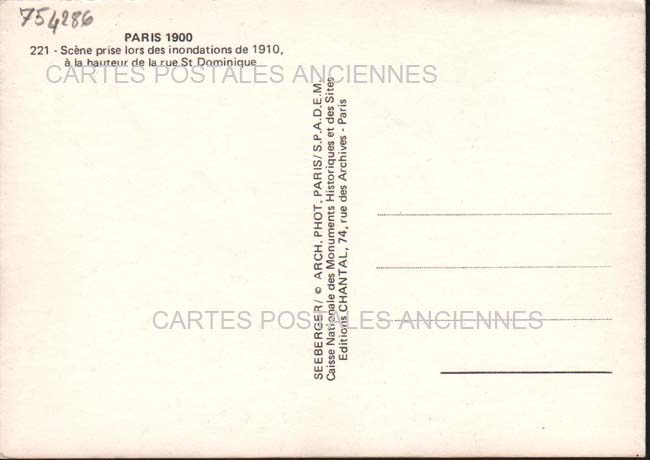 754286
PARIS 1900
221 - Scène prise lors des inondations de 1910,
à la hauteur de la rue St Dominique
CARTES POSTALES ANCIENNES
SEEBERGER/ © ARCH. PHOT. PARIS/ S.P.A.D.E.M.
Caisse Nationale des Monuments Historiques et des Sites
Editions CHANTAL, 74, rue des Archives - Paris
CARTES POSTALES ANCIENNES